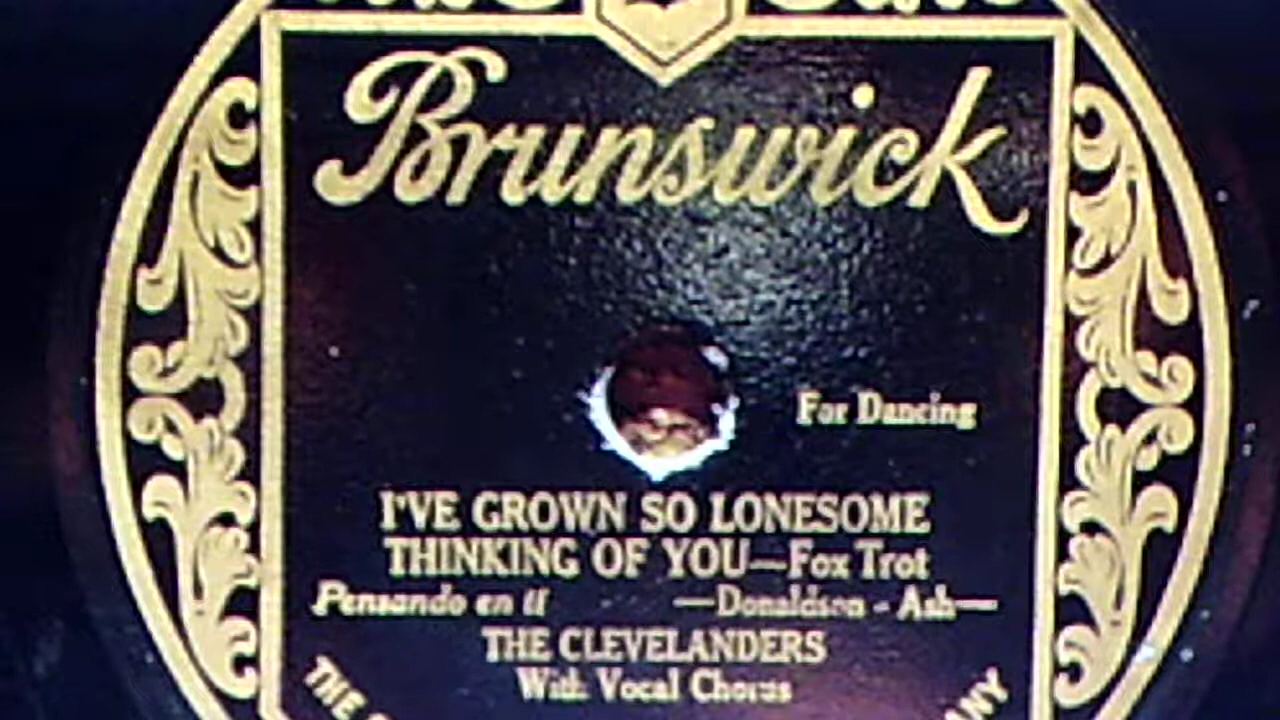 Brunswick
For Dancing
I'VE GROWN SO LONESOME
THINKING OF YOU—Fox Trot
Pensando en ti —Donaldson - Ash—
THE CLEVELANDERS
With Vocal Chorus
THE